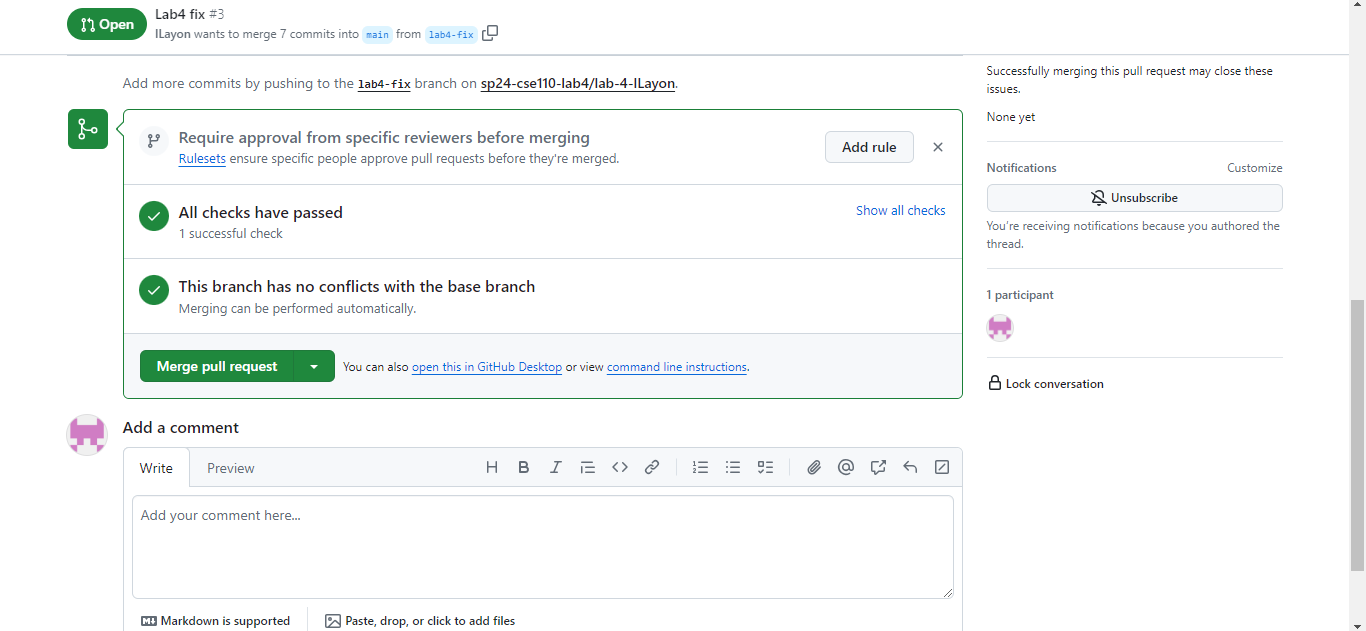 Open
Lab4 fix #3
lLayon wants to merge 7 commits into main from lab4-fix
Add more commits by pushing to the lab4-fix branch on sp24-cse110-lab4/lab-4-lLayon.
Require approval from specific reviewers before merging
Rulesets ensure specific people approve pull requests before they're merged.
Add rule
All checks have passed
1 successful check
Show all checks
This branch has no conflicts with the base branch
Merging can be performed automatically.
Merge pull request
You can also open this in GitHub Desktop or view command line instructions.
Add a comment
Write
Preview
Add your comment here...
Markdown is supported
Paste, drop, or click to add files
Successfully merging this pull request may close these
issues.
None yet
Notifications
Customize
Unsubscribe
You're receiving notifications because you authored the
thread.
1 participant
Lock conversation